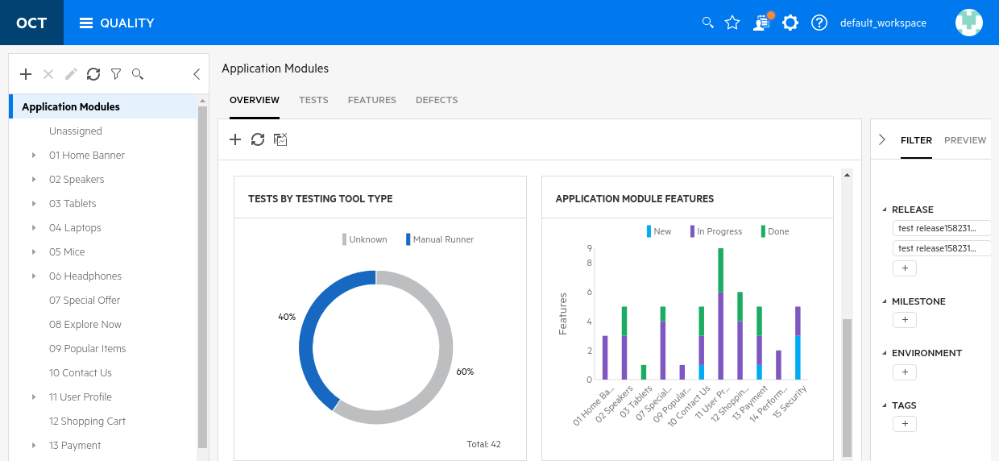 OCT
QUALITY
default_workspace
Application Modules
Unassigned
01 Home Banner
02 Speakers
03 Tablets
04 Laptops
05 Mice
06 Headphones
07 Special Offer
08 Explore Now
09 Popular Items
10 Contact Us
11 User Profile
12 Shopping Cart
13 Payment
Application Modules
OVERVIEW TESTS FEATURES DEFECTS
TESTS BY TESTING TOOL TYPE
Unknown Manual Runner
40%
60%
Total: 42
APPLICATION MODULE FEATURES
New In Progress Done
Features
9
8
6
4
2
0
01 Home Ba...
02 Speakers
03 Tablets
07 Special...
09 Popular...
10 Contact Us
11 User Pr...
12 Shoppin...
13 Payment
14 Perform...
15 Security
FILTER PREVIEW
RELEASE
test release158231...
test release158231...
+
MILESTONE
+
ENVIRONMENT
+
TAGS
+